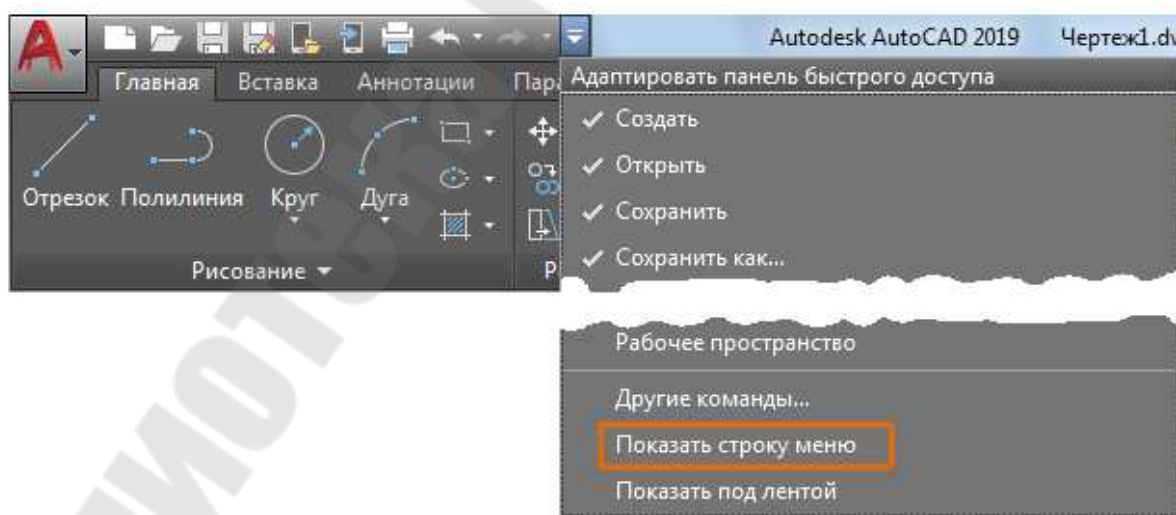 Autodesk AutoCAD 2019 Чертеж1.dw
Главная Вставка Аннотации Пара
Отрезок Полилиния Круг Дуга
Рисование
Р
Адаптировать панель быстрого доступа
Создать
Открыть
Сохранить
Сохранить как...
Рабочее пространство
Другие команды...
Показать строку меню
Показать под лентой